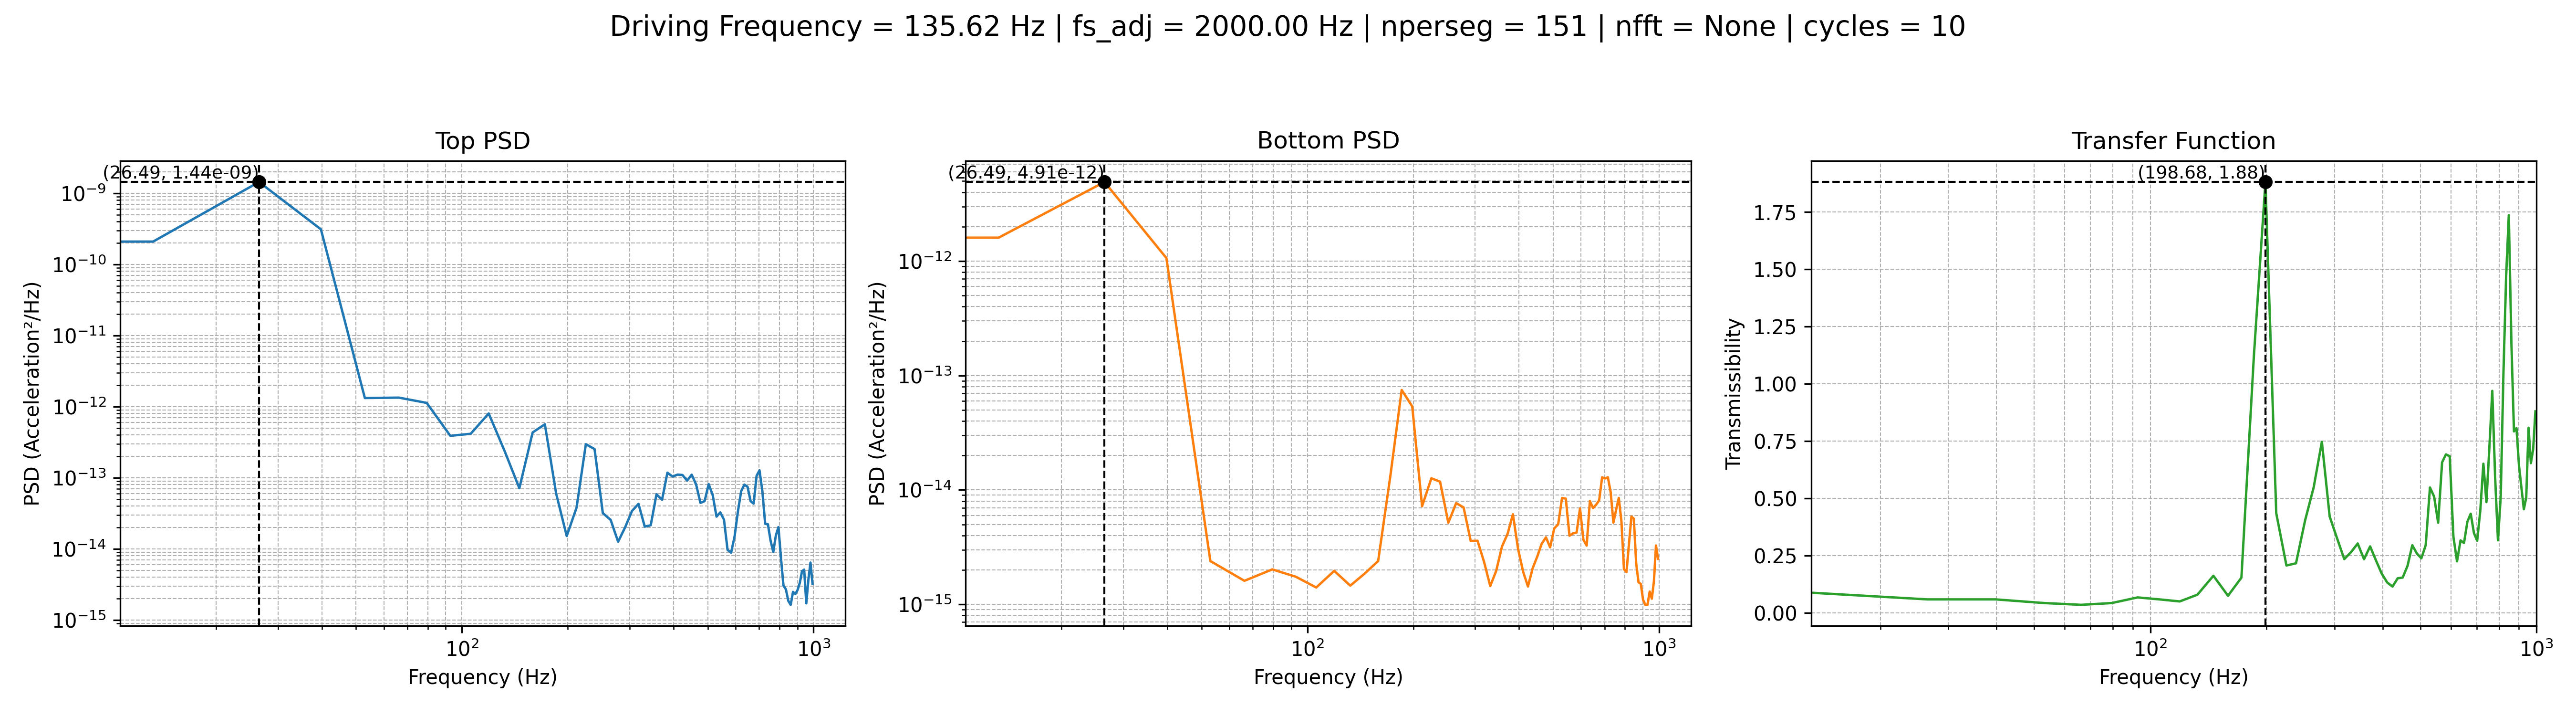 Driving Frequency = 135.62 Hz | fs_adj = 2000.00 Hz | nperseg = 151 | nfft = None | cycles = 10
Top PSD
(26.49, 1.44e-09)
10⁻⁹
10⁻¹⁰
10⁻¹¹
10⁻¹²
10⁻¹³
10⁻¹⁴
10⁻¹⁵
PSD (Acceleration²/Hz)
10²
10³
Frequency (Hz)
Bottom PSD
(26.49, 4.91e-12)
10⁻¹²
10⁻¹³
10⁻¹⁴
10⁻¹⁵
PSD (Acceleration²/Hz)
10²
10³
Frequency (Hz)
Transfer Function
(198.68, 1.88)
1.75
1.50
1.25
1.00
0.75
0.50
0.25
0.00
Transmissibility
10²
10³
Frequency (Hz)